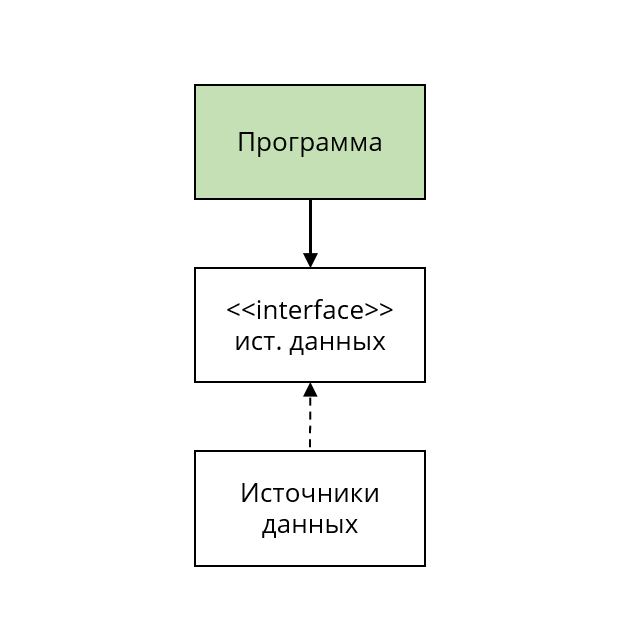 Программа
<<interface>>
ист. данных
Источники
данных